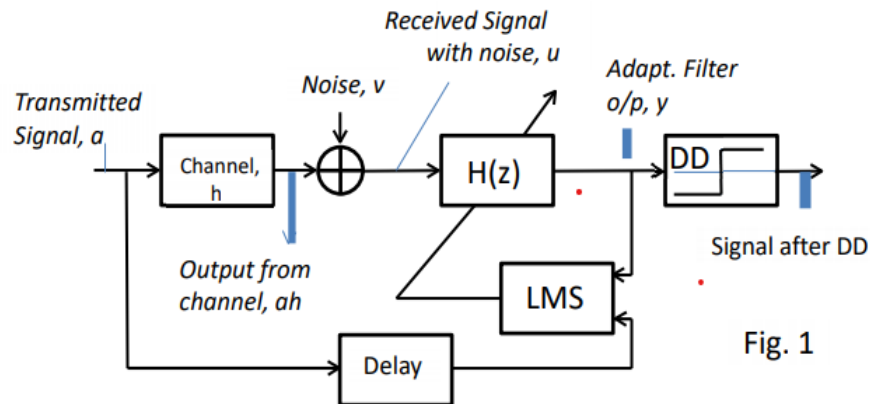 Received Signal
with noise, u
Adapt. Filter
o/p, y
Noise, v
Transmitted
Signal, a
Channel,
h
H(z)
DD
Output from
channel, ah
Signal after DD
LMS
Delay
Fig. 1